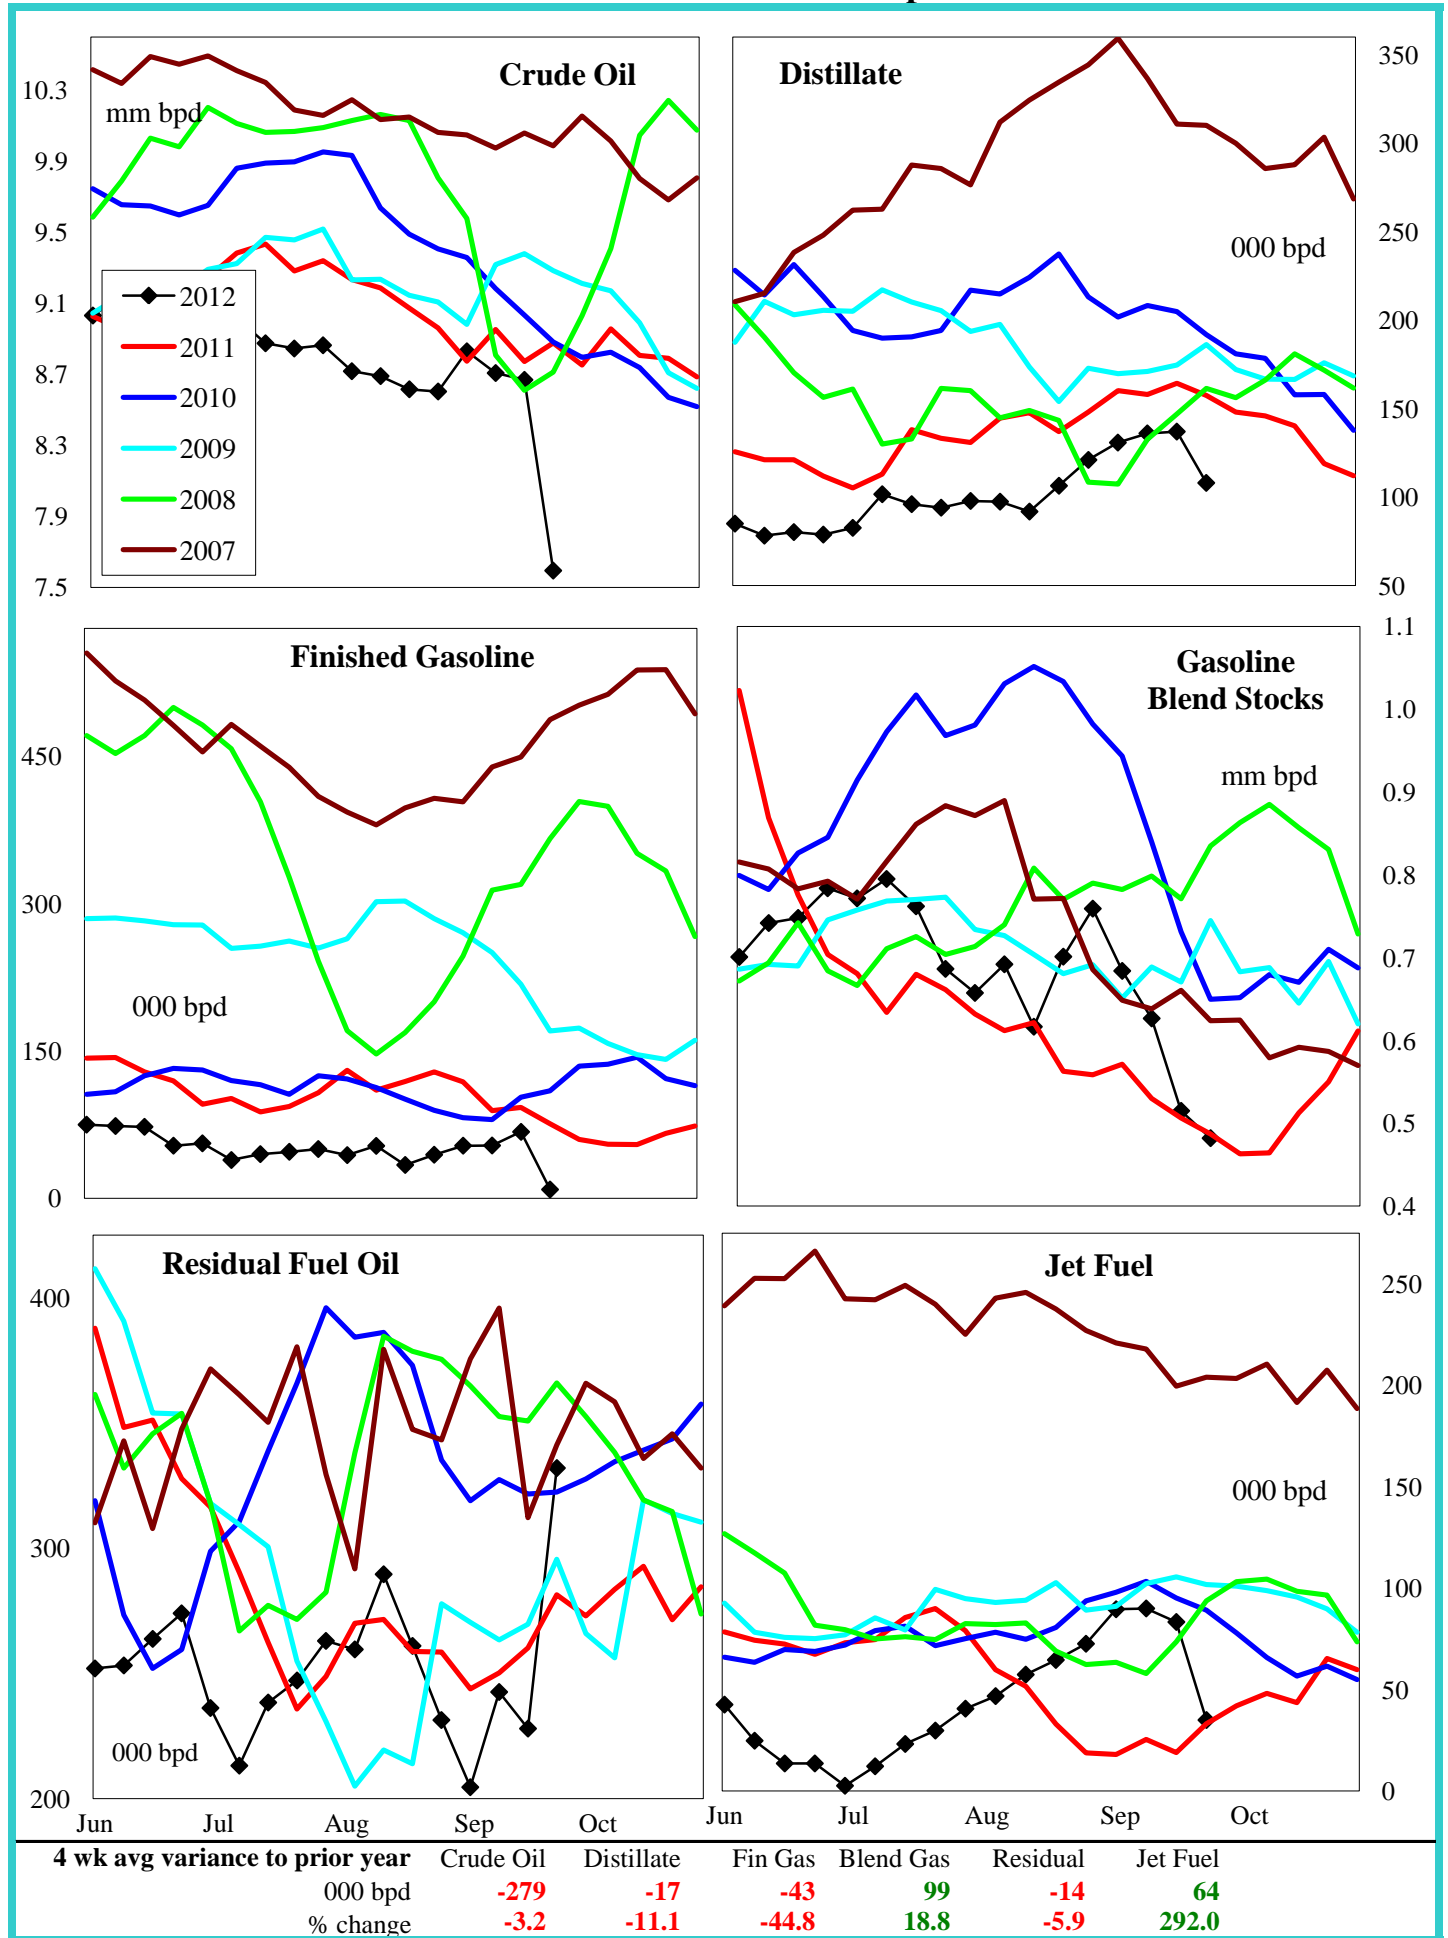 Crude Oil
mm bpd
10.3
9.9
9.5
9.1
8.7
8.3
7.9
7.5
2012
2011
2010
2009
2008
2007
Distillate
000 bpd
350
300
250
200
150
100
50
Finished Gasoline
450
300
150
0
000 bpd
Gasoline
Blend Stocks
mm bpd
1.1
1.0
0.9
0.8
0.7
0.6
0.5
0.4
Residual Fuel Oil
400
300
200
000 bpd
Jun Jul Aug Sep Oct
Jet Fuel
000 bpd
250
200
150
100
50
0
Jun Jul Aug Sep Oct
4 wk avg variance to prior year Crude Oil Distillate Fin Gas Blend Gas Residual Jet Fuel
000 bpd -279 -17 -43 99 -14 64
% change -3.2 -11.1 -44.8 18.8 -5.9 292.0